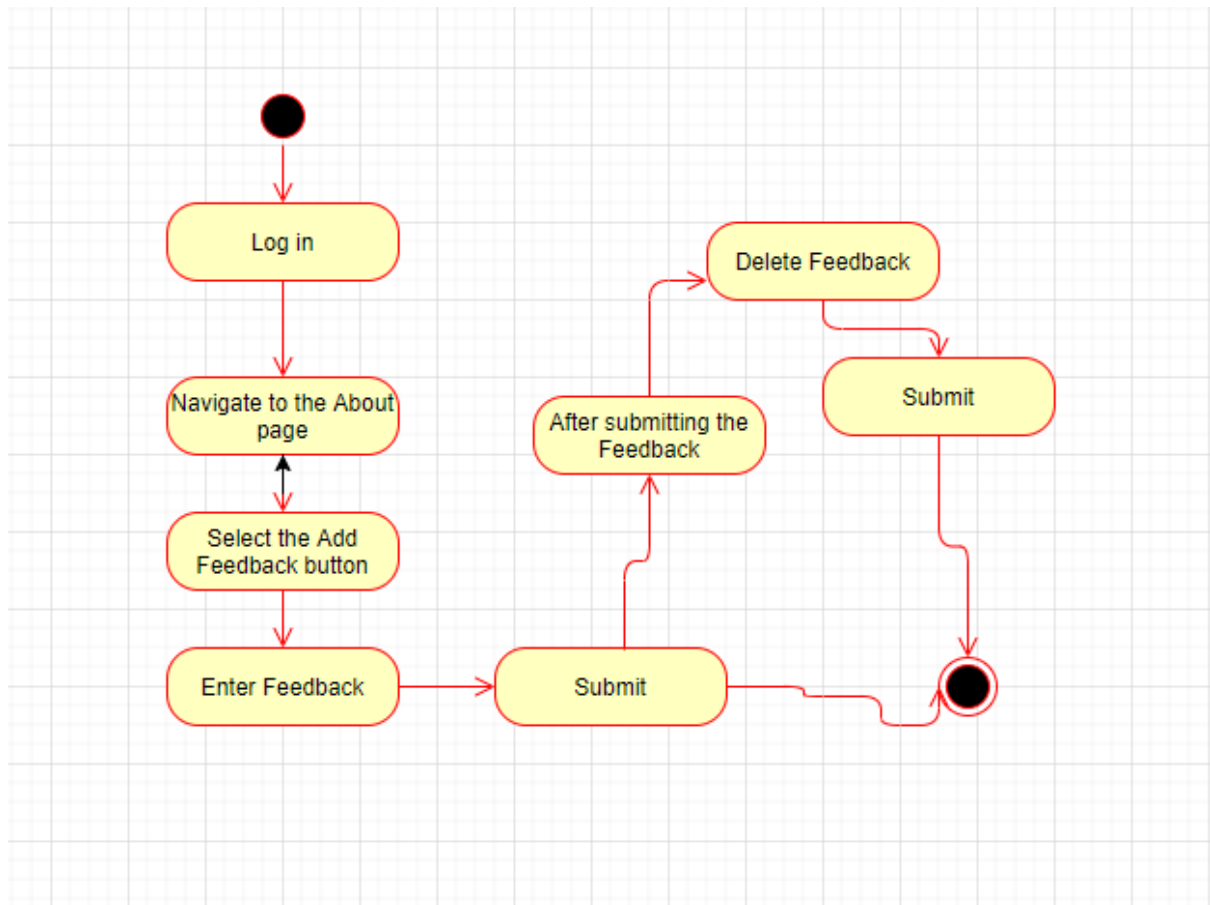 Log in
Navigate to the About
page
Select the Add
Feedback button
Enter Feedback
Submit
After submitting the
Feedback
Delete Feedback
Submit